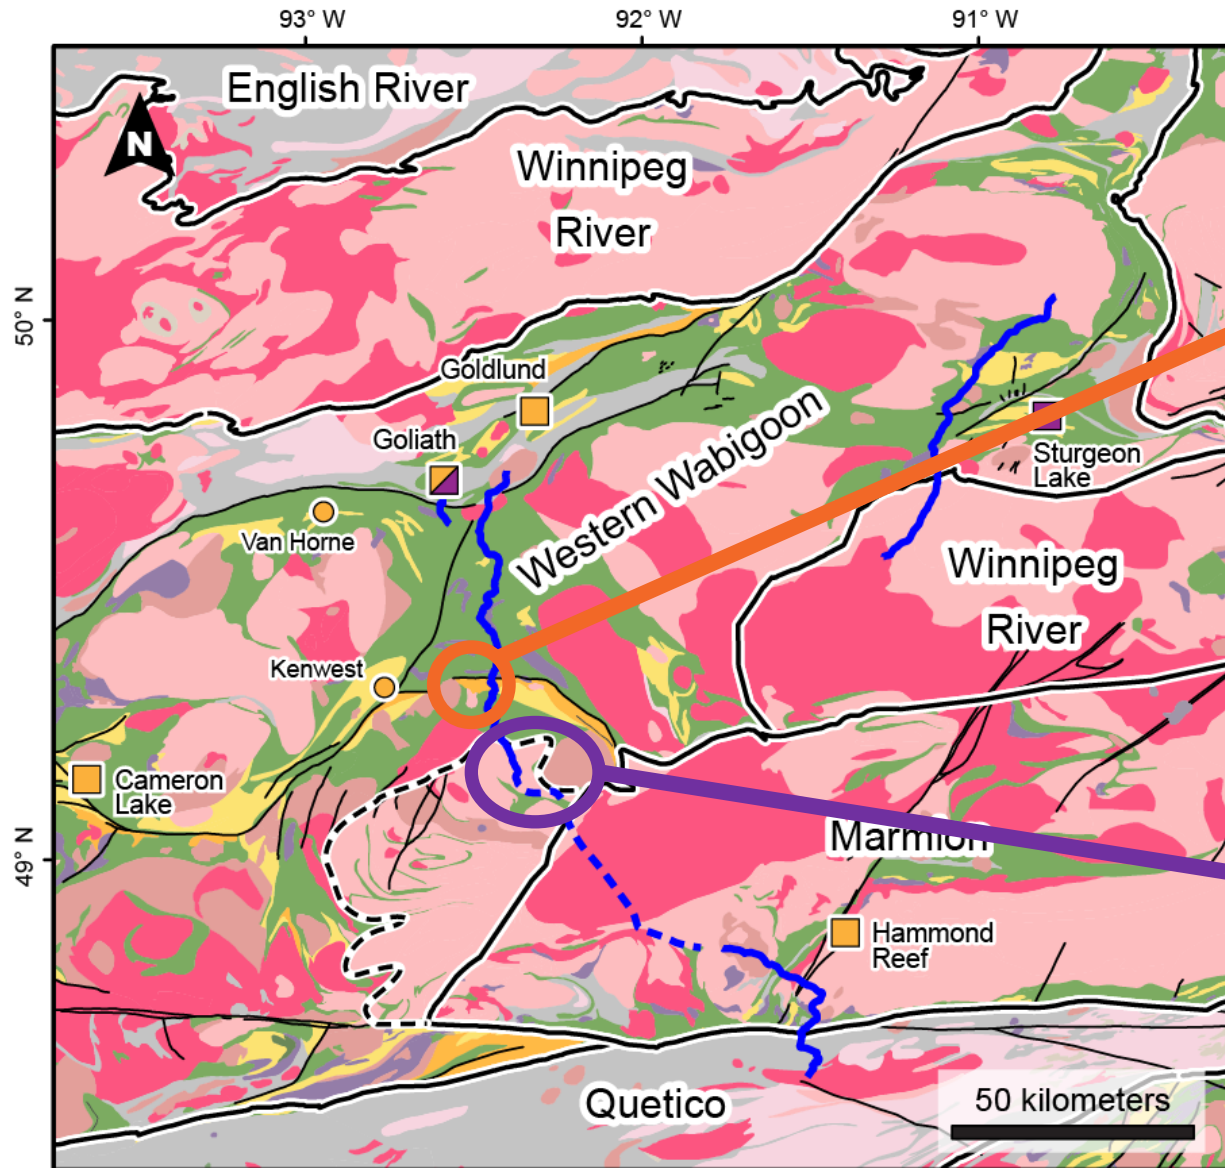 93° W
92° W
91° W
English River
N
Winnipeg
River
50° N
Goldlund
Goliath
Western Wabigoon
Sturgeon
Lake
Van Horne
Winnipeg
River
Kenwest
Cameron
Lake
Marmion
49° N
Hammond
Reef
Quetico
50 kilometers